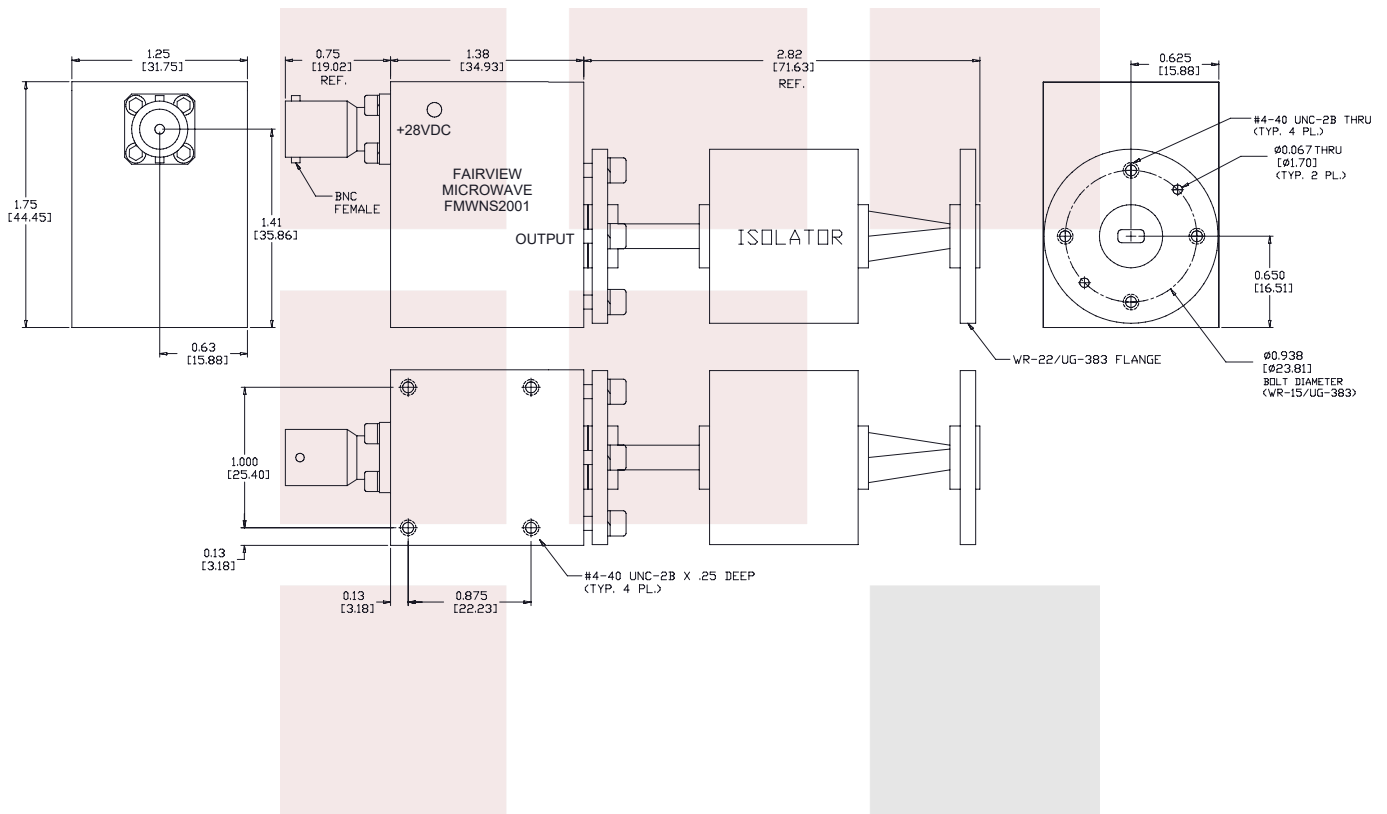 1.25
[31.75]
0.75
[19.02]
REF.
1.38
[34.93]
2.82
[71.63]
REF.
0.625
[15.88]
+28VDC
#4-40 UNC-2B THRU
(TYP. 4 PL.)
Ø0.067 THRU
[Ø1.70]
(TYP. 2 PL.)
FAIRVIEW
MICROWAVE
FMWNS2001
BNC
FEMALE
1.75
[44.45]
1.41
[35.86]
OUTPUT
ISOLATOR
0.650
[16.51]
0.63
[15.88]
WR-22/UG-383 FLANGE
Ø0.938
[Ø23.81]
BOLT DIAMETER
(WR-15/UG-383)
1.000
[25.40]
0.13
[3.18]
#4-40 UNC-2B X .25 DEEP
(TYP. 4 PL.)
0.13
[3.18]
0.875
[22.23]